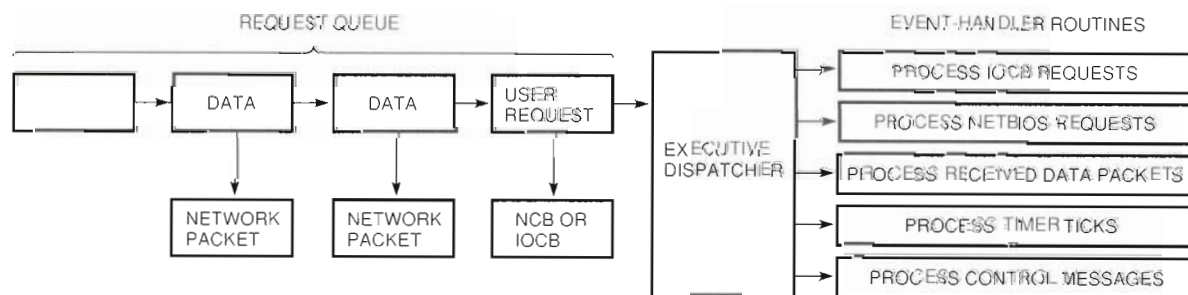 REQUEST QUEUE
EVENT-HANDLER ROUTINES
DATA
DATA
USER
REQUEST
NETWORK
PACKET
NETWORK
PACKET
NCB OR
IOCB
EXECUTIVE
DISPATCHER
PROCESS IOCB REQUESTS
PROCESS NETBIOS REQUESTS
PROCESS RECEIVED DATA PACKETS
PROCESS TIMER TICKS
PROCESS CONTROL MESSAGES